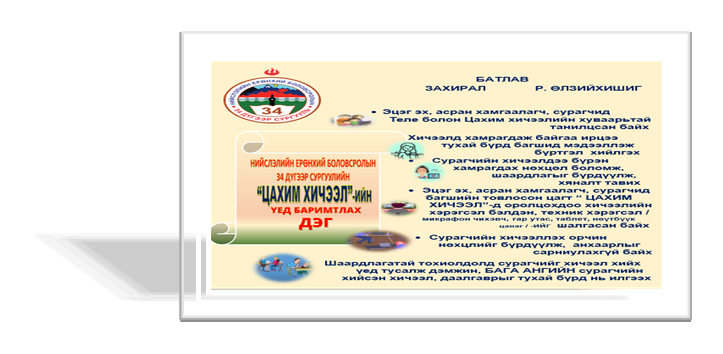 БАТЛАВ
ЗАХИРАЛ Р. ӨЛЗИЙХИШИГ
НИЙСЛЭЛИЙН ЕРӨНХИЙ БОЛОВСРОЛЫН
34
34 ДҮГЭЭР СУРГУУЛЬ
НИЙСЛЭЛИЙН ЕРӨНХИЙ БОЛОВСРОЛЫН
34 ДҮГЭЭР СУРГУУЛИЙН
“ЦАХИМ ХИЧЭЭЛ”-ИЙН
ҮЕД БАРИМТЛАХ
ДЭГ
• Эцэг эх, асран хамгаалагч, сурагчид
Теле болон Цахим хичээлийн хуваарьтай
танилцсан байх
Хичээлд хамрагдаж байгаа ирцээ
тухай бүрд багшид мэдээллэж
бүртгэл хийлгэх
• Сурагчийн хичээлдээ бүрэн
хамрагдах нөхцөл боломж,
шаардлагыг бүрдүүлж,
хяналт тавих
• Эцэг эх, асран хамгаалагч, сурагчид
багшийн товлосон цагт “ ЦАХИМ
ХИЧЭЭЛ”-д оролцохдоо хичээлийн
хэрэгсэл бэлдэн, техник хэрэгсэл /
микрофон чихэвч, гар утас, таблет, неутбүүк
цэнэг / -ийг шалгасан байх
• Сурагчийн хичээллэх орчин
нөхцлийг бүрдүүлж, анхаарлыг
сарниулахгүй байх
Шаардлагатай тохиолдолд сурагчийг хичээл хийх
үед тусалж дэмжин, БАГА АНГИЙН сурагчийн
хийсэн хичээл, даалгаврыг тухай бүрд нь илгээх